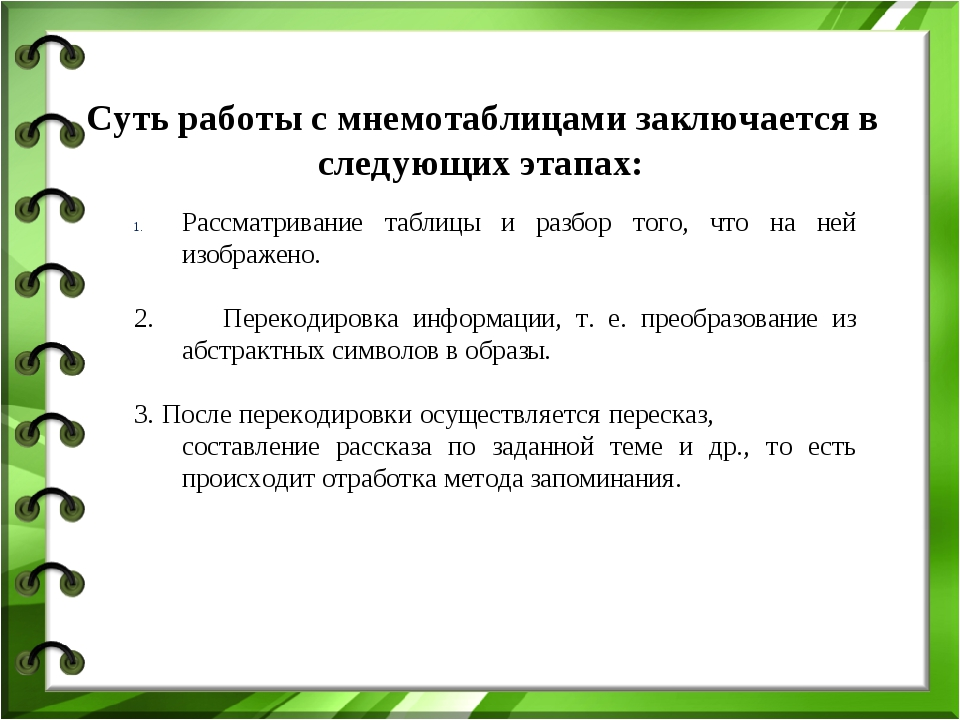 Суть работы с мнемотаблицами заключается в
следующих этапах:
1. Рассматривание таблицы и разбор того, что на ней
изображено.
2. Перекодировка информации, т. е. преобразование из
абстрактных символов в образы.
3. После перекодировки осуществляется пересказ,
составление рассказа по заданной теме и др., то есть
происходит отработка метода запоминания.